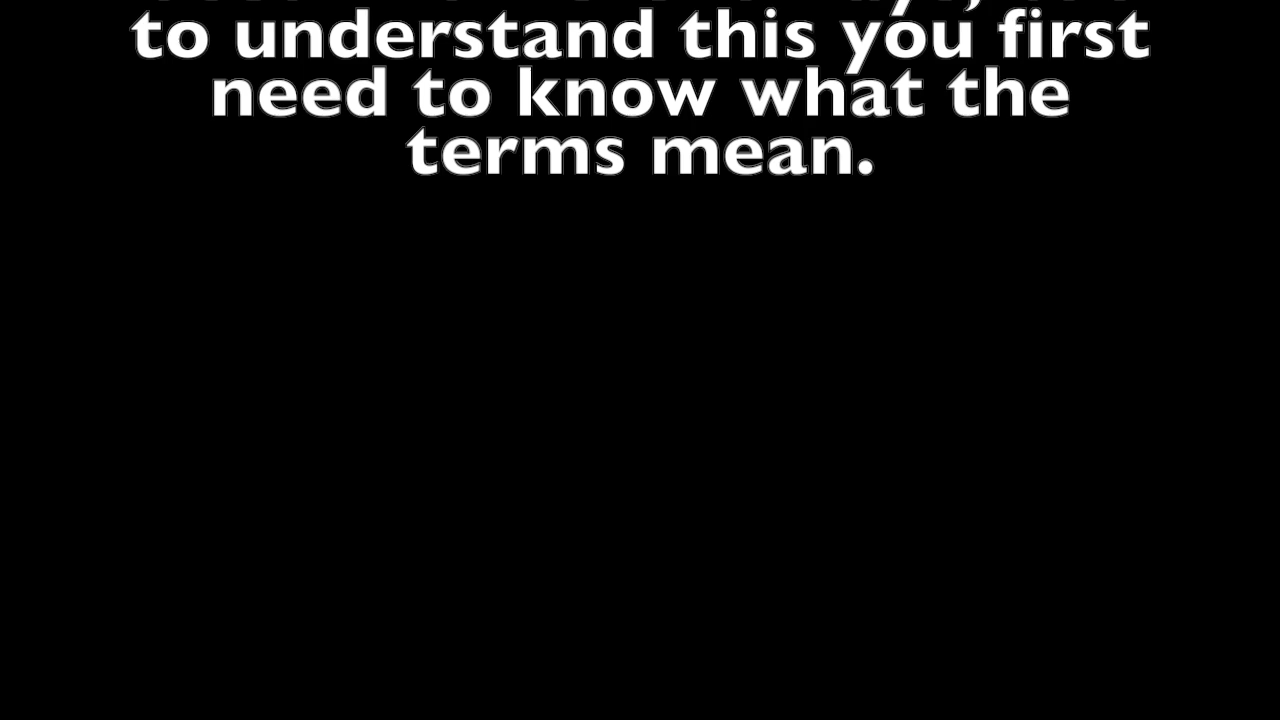 to understand this you first
need to know what the
terms mean.